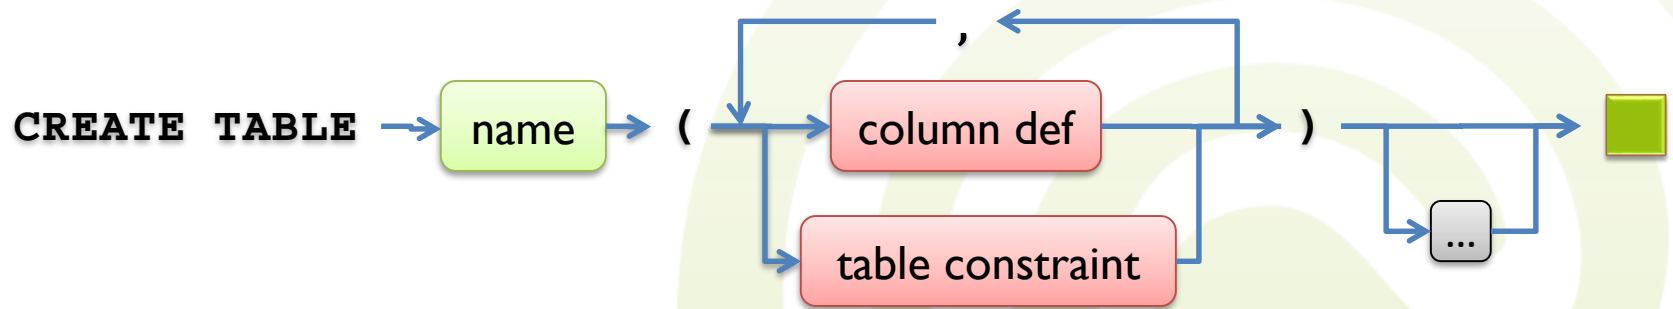 ,
CREATE TABLE name ( column def )
...
table constraint